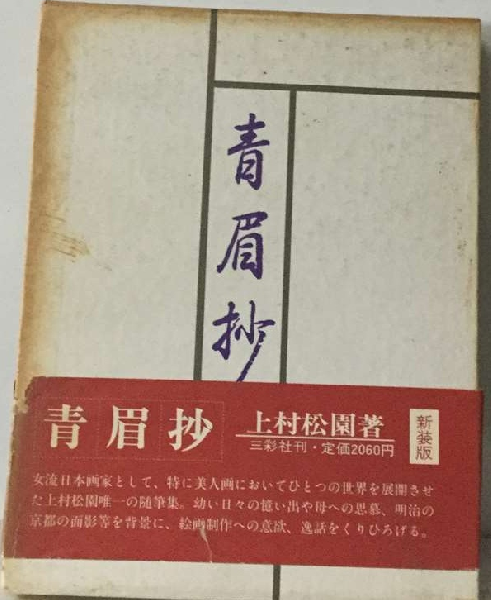 青眉抄
青眉抄
上村松園著
三彩社刊・定価2060円
新装版
女流日本画家として、特に美人画においてひとつの世界を展開させ
た上村松園唯一の随筆集。幼い日々の憶い出や母への思慕、明治の
京都の面影等を背景に、絵画制作への意欲、逸話をくりひろげる。